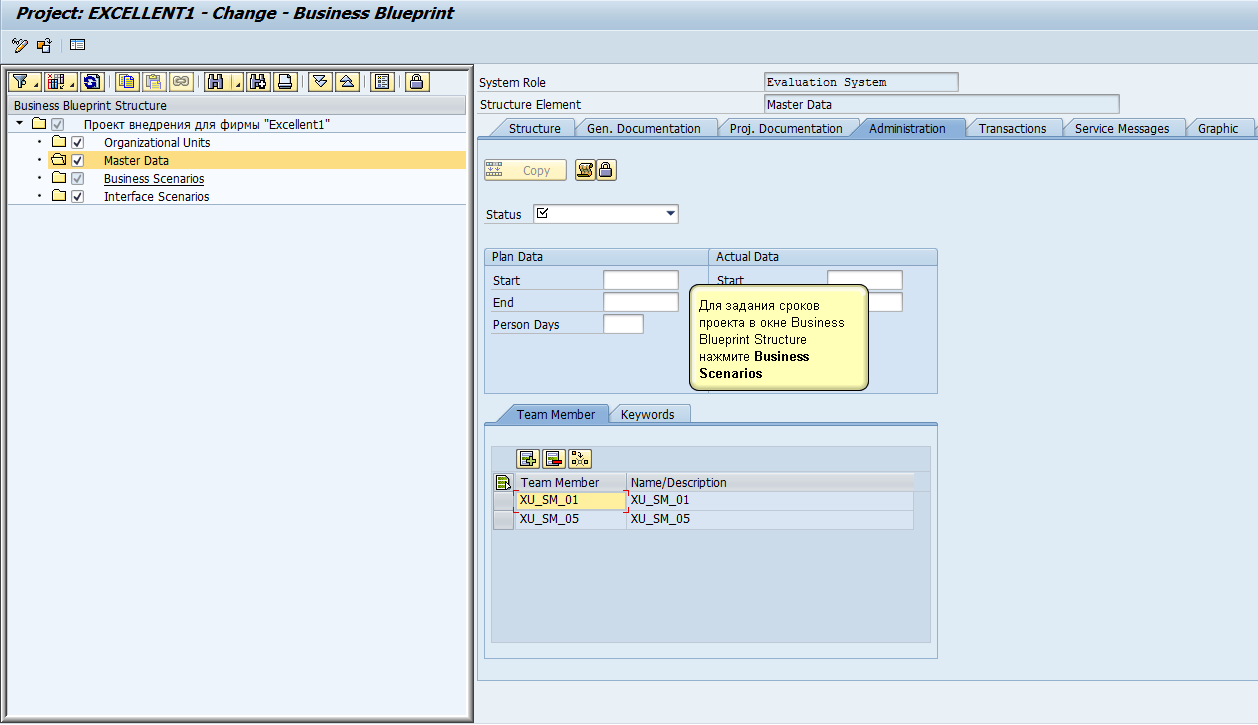 Project: EXCELLENT1 - Change - Business Blueprint
Business Blueprint Structure
Проект внедрения для фирмы "Excellent1"
Organizational Units
Master Data
Business Scenarios
Interface Scenarios
System Role Evaluation System
Structure Element Master Data
Structure Gen. Documentation Proj. Documentation Administration Transactions Service Messages Graphic
Copy
Status
Plan Data Actual Data
Start Start
End
Person Days
Для задания сроков
проекта в окне Business
Blueprint Structure
нажмите Business
Scenarios
Team Member Keywords
Team Member Name/Description
XU_SM_01 XU_SM_01
XU_SM_05 XU_SM_05